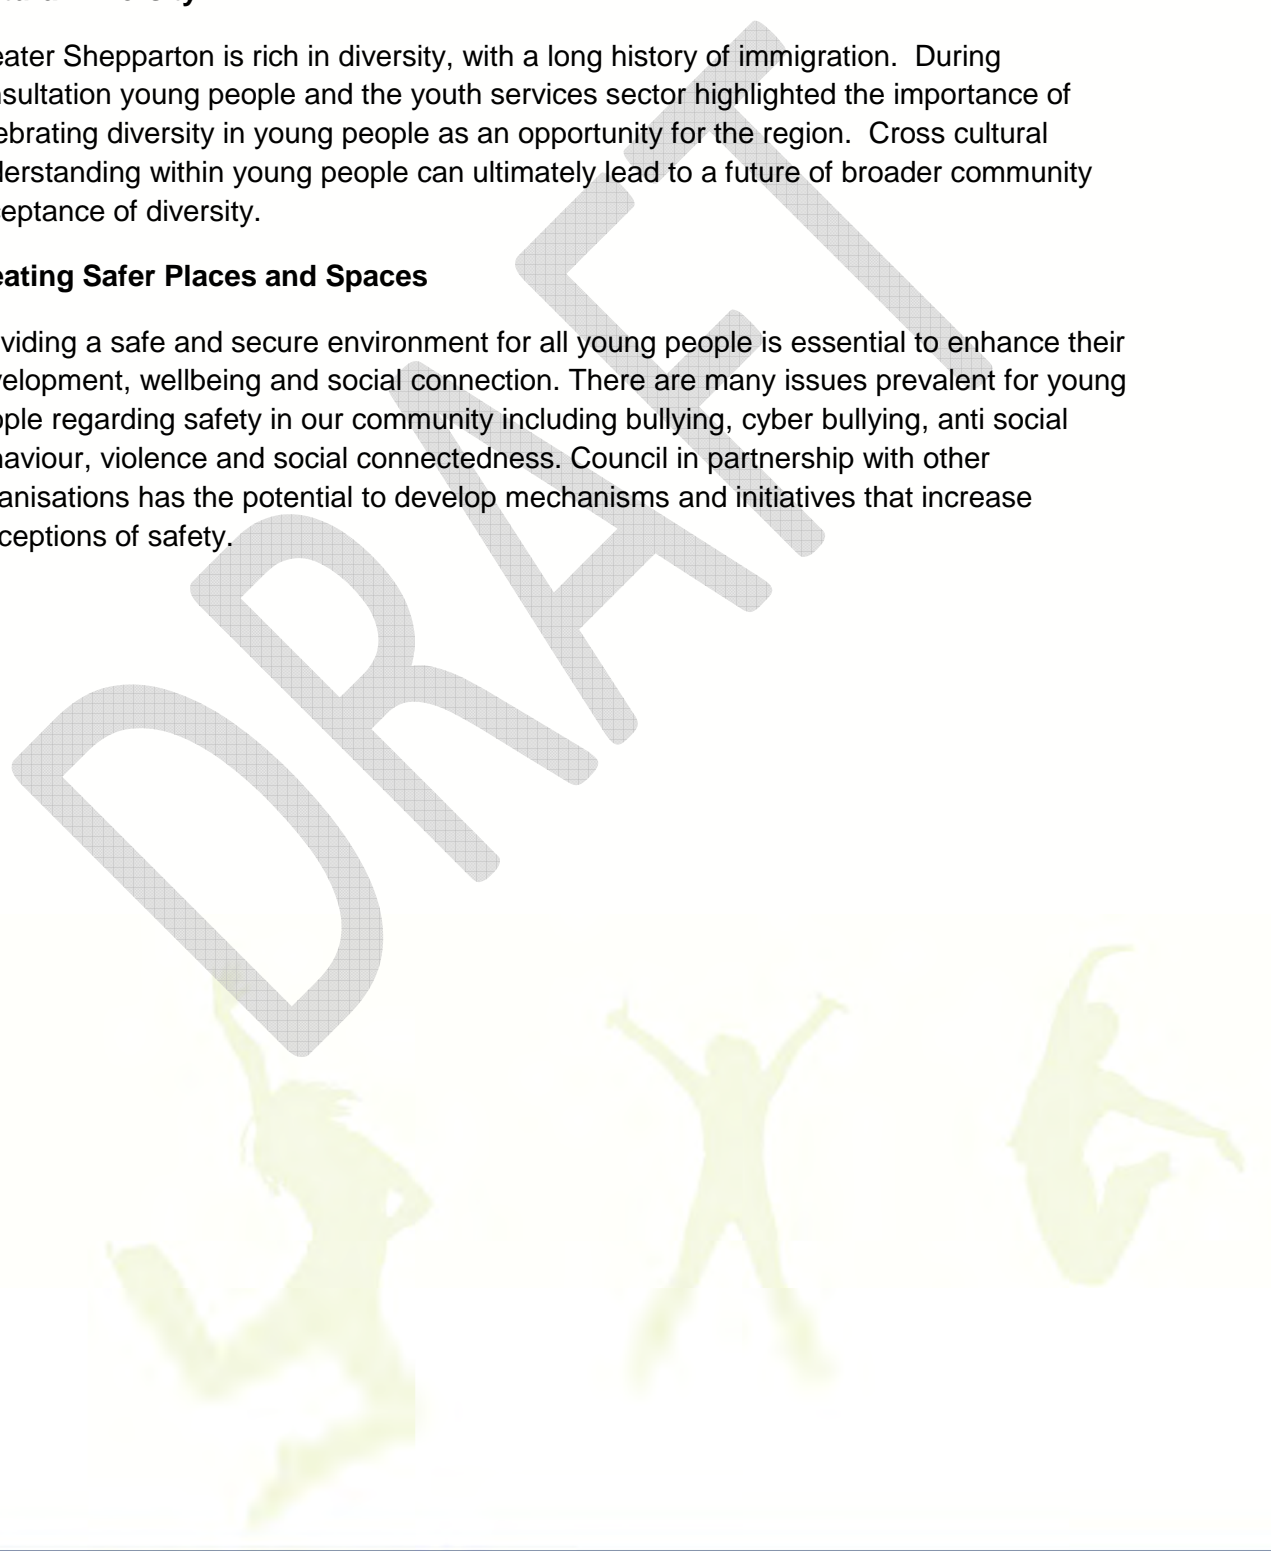 eater Shepparton is rich in diversity, with a long history of immigration.  During
nsultation young people and the youth services sector highlighted the importance of
ebrating diversity in young people as an opportunity for the region.  Cross cultural
derstanding within young people can ultimately lead to a future of broader community
eptance of diversity.
eating Safer Places and Spaces
viding a safe and secure environment for all young people is essential to enhance their
velopment, wellbeing and social connection. There are many issues prevalent for young
ople regarding safety in our community including bullying, cyber bullying, anti social
haviour, violence and social connectedness. Council in partnership with other
anisations has the potential to develop mechanisms and initiatives that increase
ceptions of safety.
DRAFT